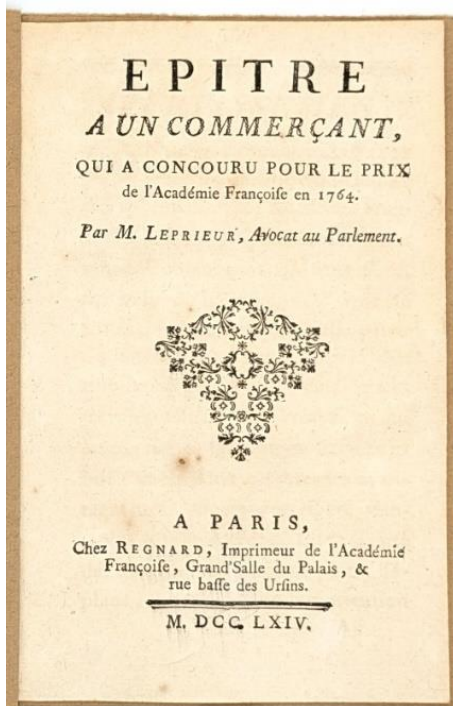 EPITRE
A UN COMMERÇANT,
QUI A CONCOURU POUR LE PRIX
de l'Académie Françoiſe en 1764.
Par M. LEPRIEUR, Avocat au Parlement.
A PARIS,
Chez REGNARD, Imprimeur de l'Académie
Françoiſe, Grand'Salle du Palais, &
rue baſſe des Urſins.
M. DCC. LXIV.